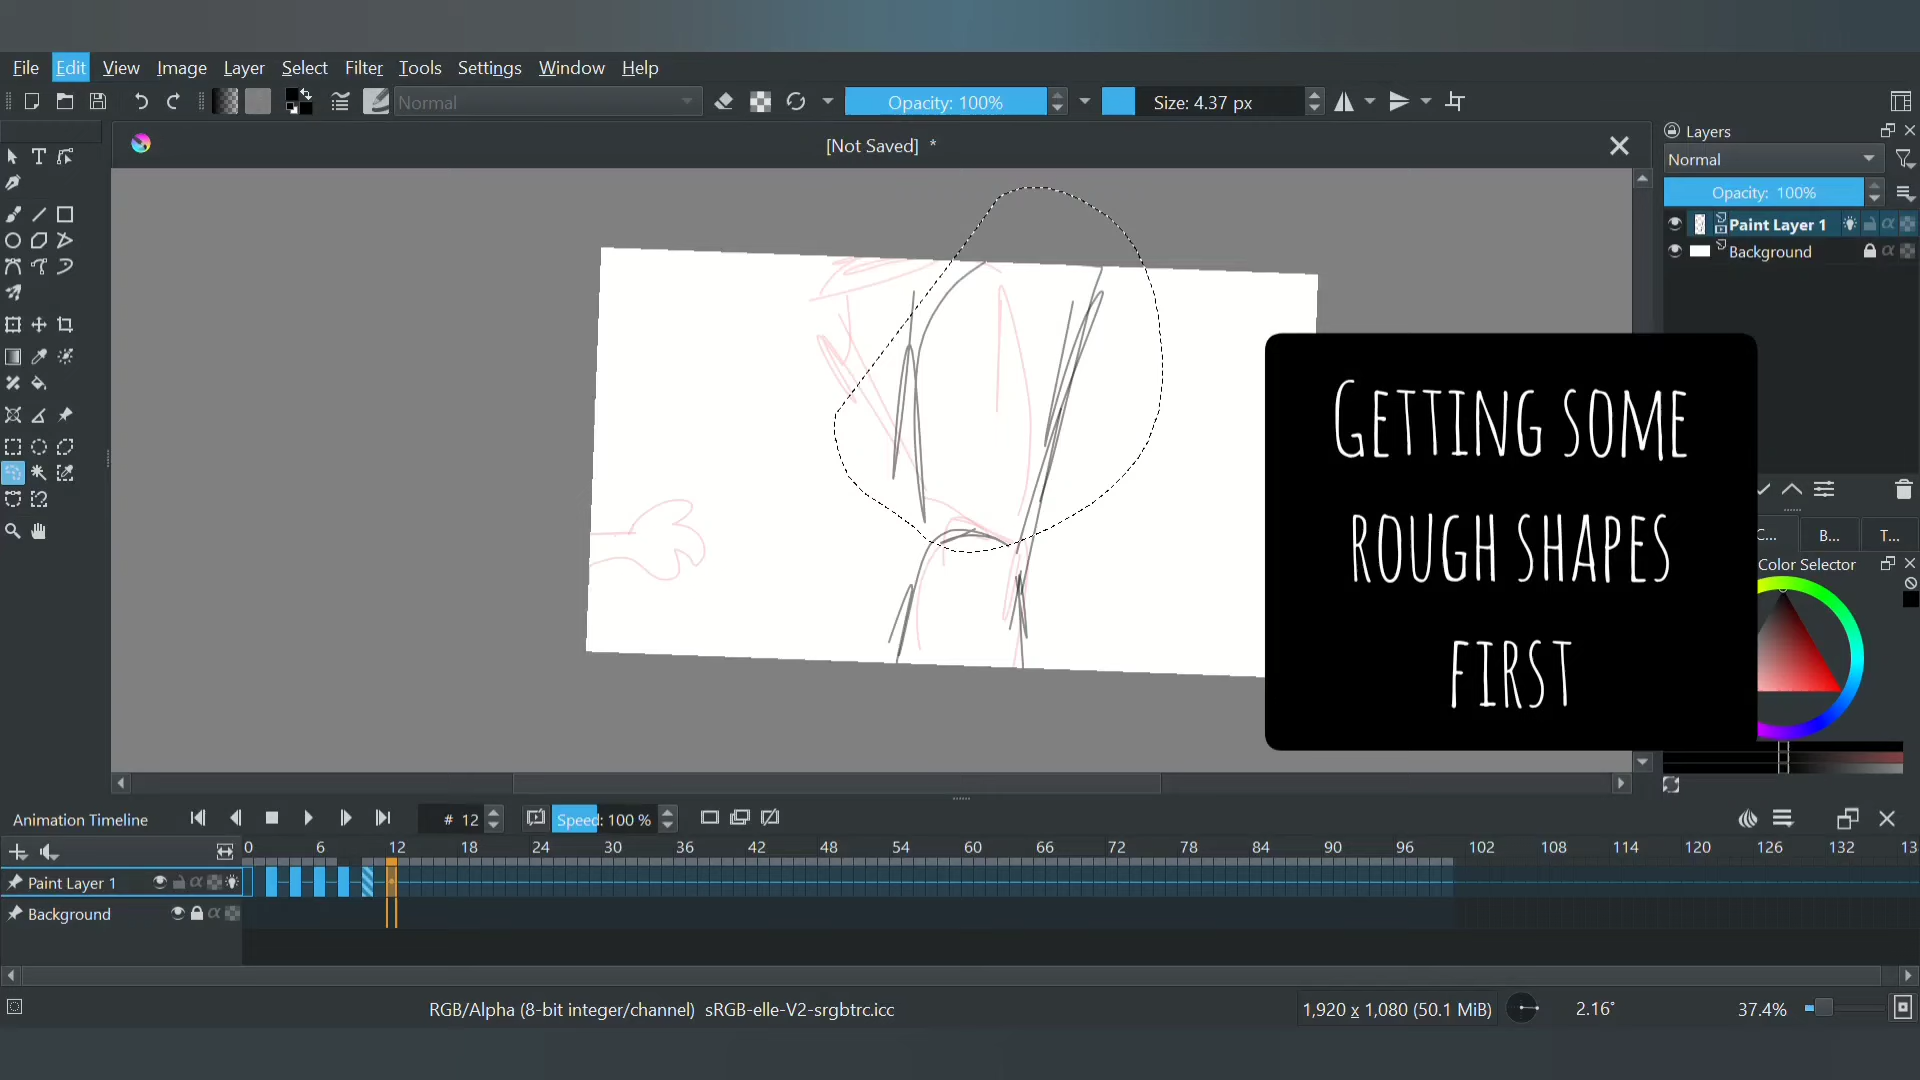 File Edit View Image Layer Select Filter Tools Settings Window Help
Normal Opacity: 100% Size: 4.37 px
[Not Saved] *
Layers
Normal
Opacity: 100%
Paint Layer 1
Background
GETTING SOME
ROUGH SHAPES
FIRST
C... B... T...
Color Selector
Animation Timeline # 12 Speed: 100 %
0 6 12 18 24 30 36 42 48 54 60 66 72 78 84 90 96 102 108 114 120 126 132 13
Paint Layer 1
Background
RGB/Alpha (8-bit integer/channel) sRGB-elle-V2-srgbtrc.icc 1,920 x 1,080 (50.1 MiB) 2.16° 37.4%